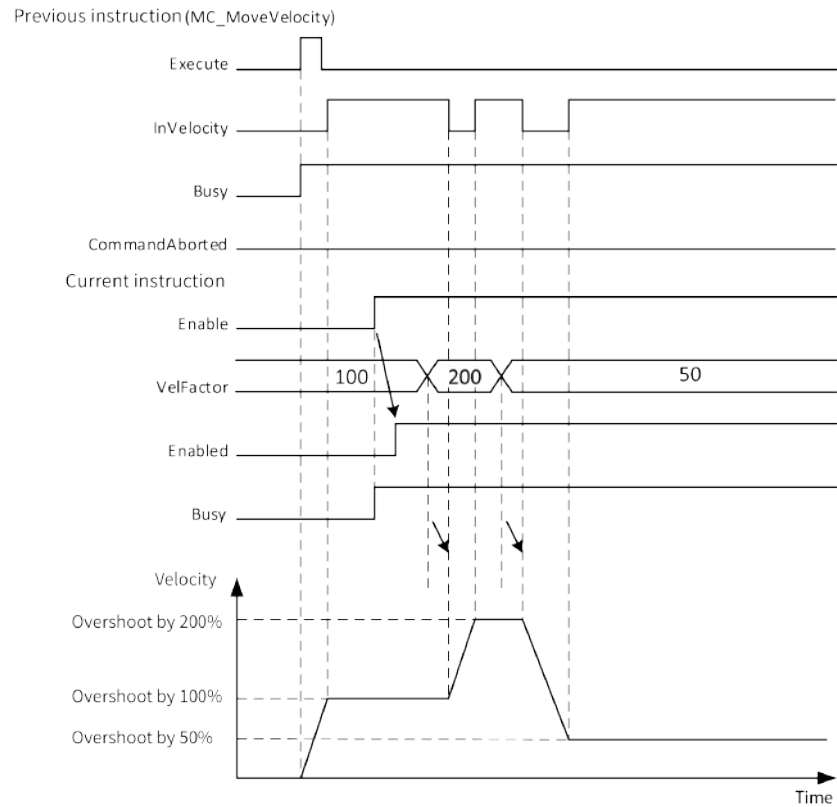 Previous instruction (MC_MoveVelocity)
Execute
InVelocity
Busy
CommandAborted
Current instruction
Enable
VelFactor 100 200 50
Enabled
Busy
Velocity
Overshoot by 200%
Overshoot by 100%
Overshoot by 50%
Time